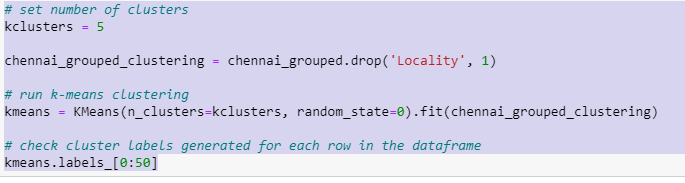 # set number of clusters
kclusters = 5
chennai_grouped_clustering = chennai_grouped.drop('Locality', 1)
# run k-means clustering
kmeans = KMeans(n_clusters=kclusters, random_state=0).fit(chennai_grouped_clustering)
# check cluster labels generated for each row in the dataframe
kmeans.labels_[0:50]